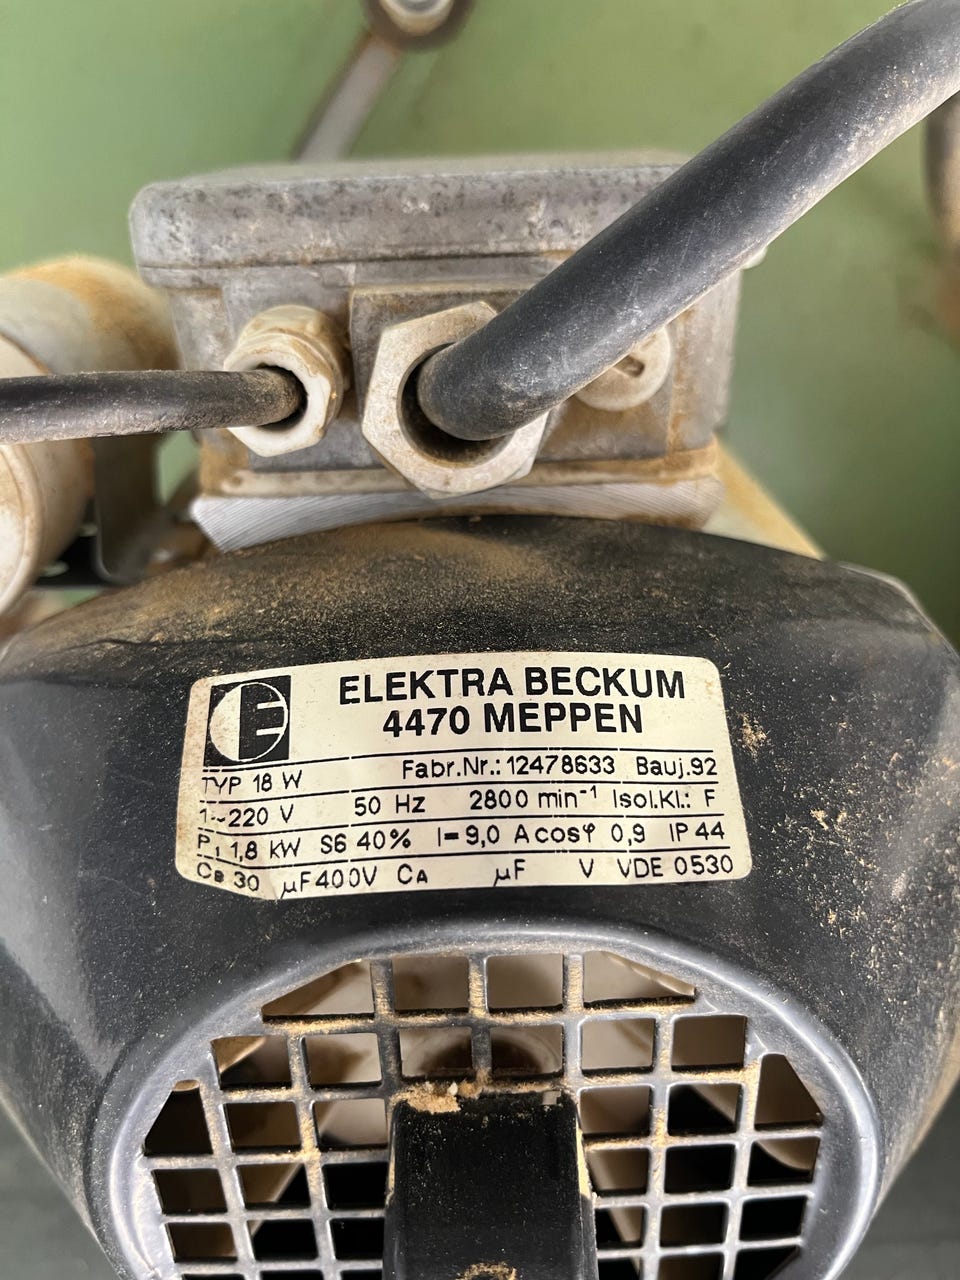 E
ELEKTRA BECKUM
4470 MEPPEN
TYP 18 W Fabr.Nr.: 12478633 Bauj.92
1~220 V 50 Hz 2800 min⁻¹ Isol.Kl.: F
P₁ 1,8 KW S6 40% I=9,0 A cosφ 0,9 IP 44
CB 30 µF 400V CA µF V VDE 0530